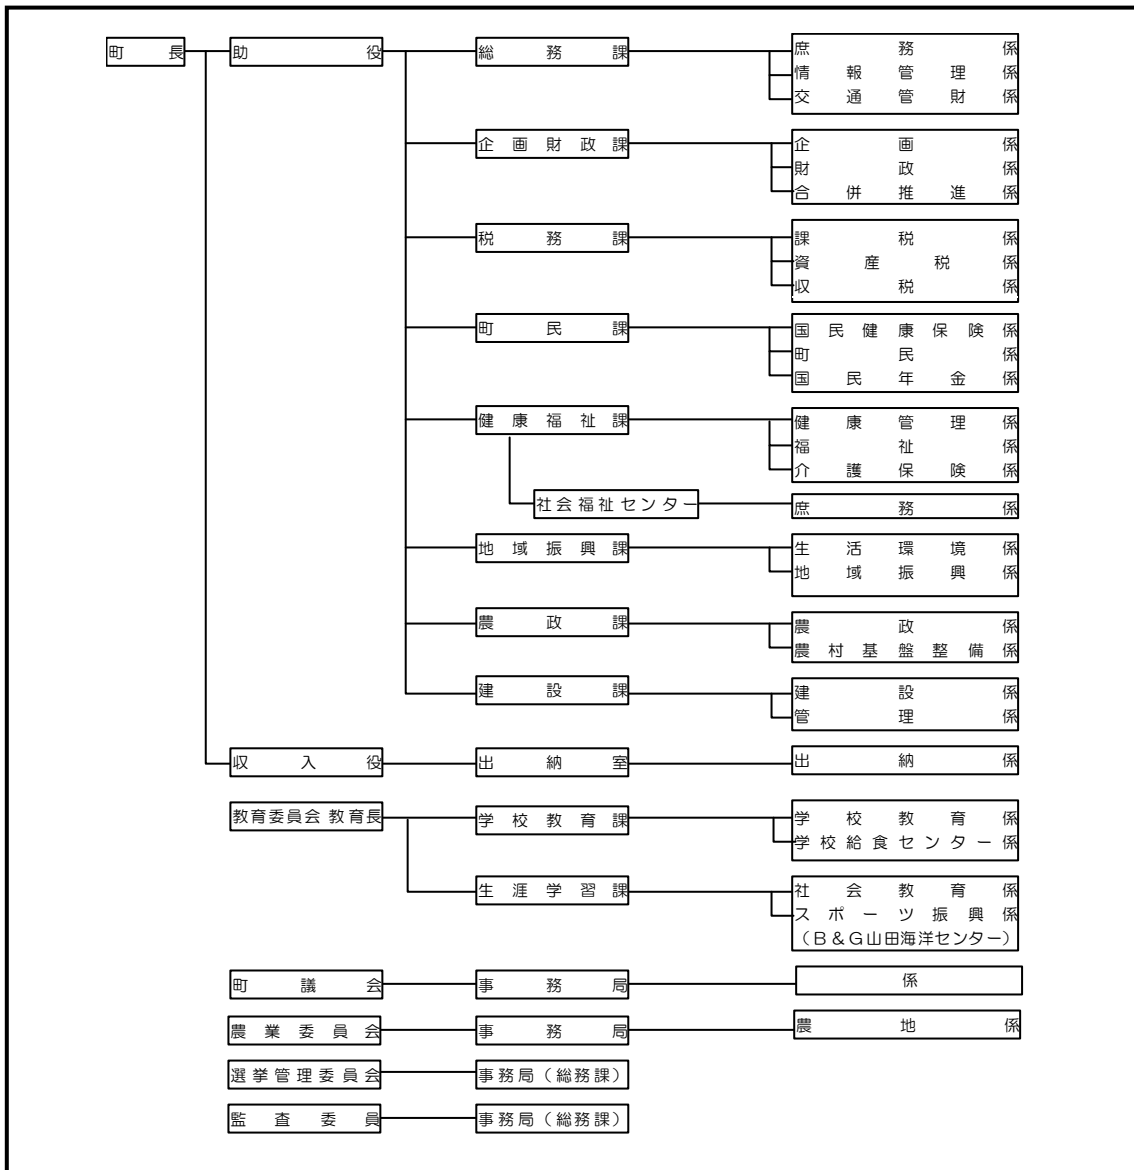 町長
助役
総務課
庶務係
情報管理係
交通管財係
企画財政課
企画係
財政係
合併推進係
税務課
課税係
資産税係
収税係
町民課
国民健康保険係
町民係
国民年金係
健康福祉課
健康管理係
福祉係
介護保険係
社会福祉センター
庶務係
地域振興課
生活環境係
地域振興係
農政課
農政係
農村基盤整備係
建設課
建設係
管理係
収入役
出納室
出納係
教育委員会 教育長
学校教育課
学校教育係
学校給食センター係
生涯学習課
社会教育係
スポーツ振興係
（B＆G山田海洋センター）
町議会
事務局
係
農業委員会
事務局
農地係
選挙管理委員会
事務局（総務課）
監査委員
事務局（総務課）